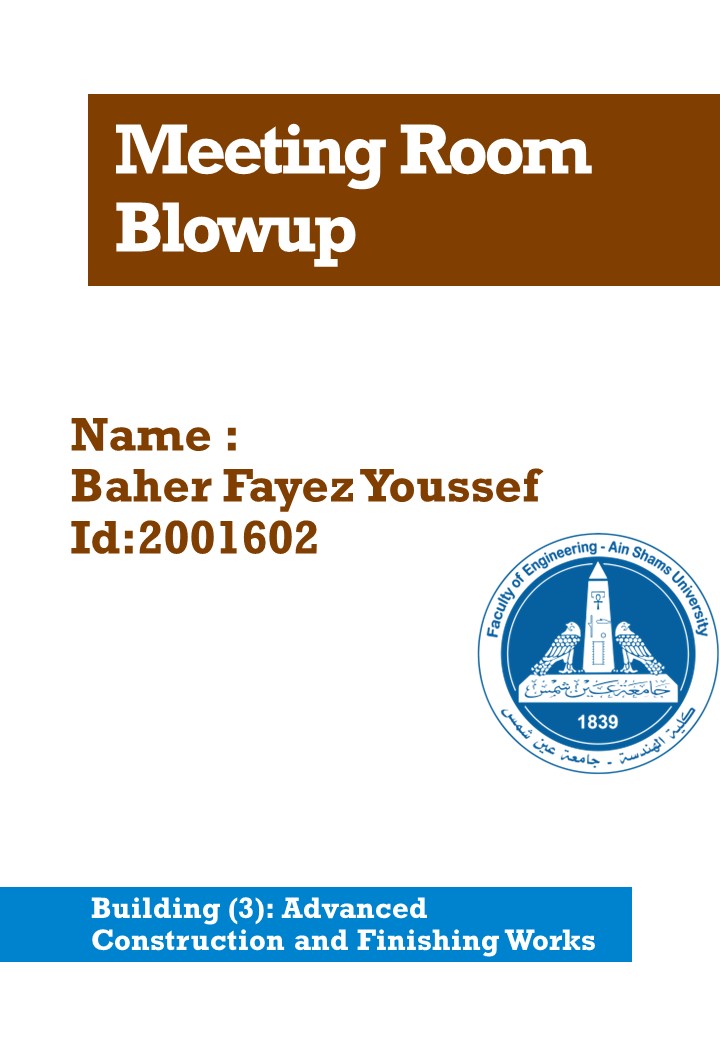 Meeting Room
Blowup
Name :
Baher Fayez Youssef
Id:2001602
Faculty of Engineering - Ain Shams University
جامعة عين شمس
1839
كلية الهندسة - جامعة عين شمس
Building (3): Advanced
Construction and Finishing Works